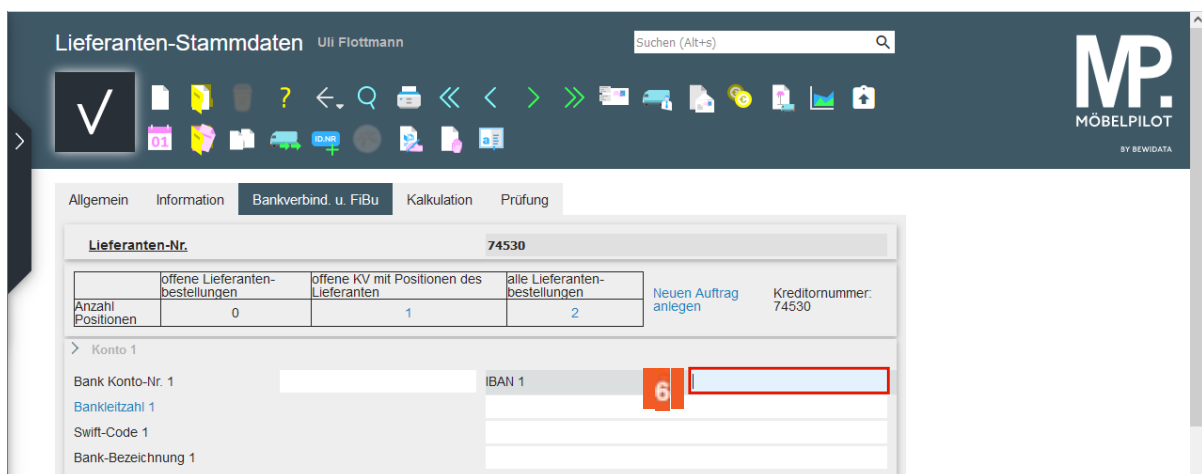 Lieferanten-Stammdaten Uli Flottmann
Suchen (Alt+s)
MP.
MÖBELPILOT
BY BEWIDATA
?
01
ID.NR
a
Allgemein Information Bankverbind. u. FiBu Kalkulation Prüfung
Lieferanten-Nr. 74530
offene Lieferanten-
bestellungen
offene KV mit Positionen des
Lieferanten
alle Lieferanten-
bestellungen
Anzahl
Positionen
0 1 2
Neuen Auftrag
anlegen
Kreditornummer:
74530
> Konto 1
Bank Konto-Nr. 1 IBAN 1 6
Bankleitzahl 1
Swift-Code 1
Bank-Bezeichnung 1